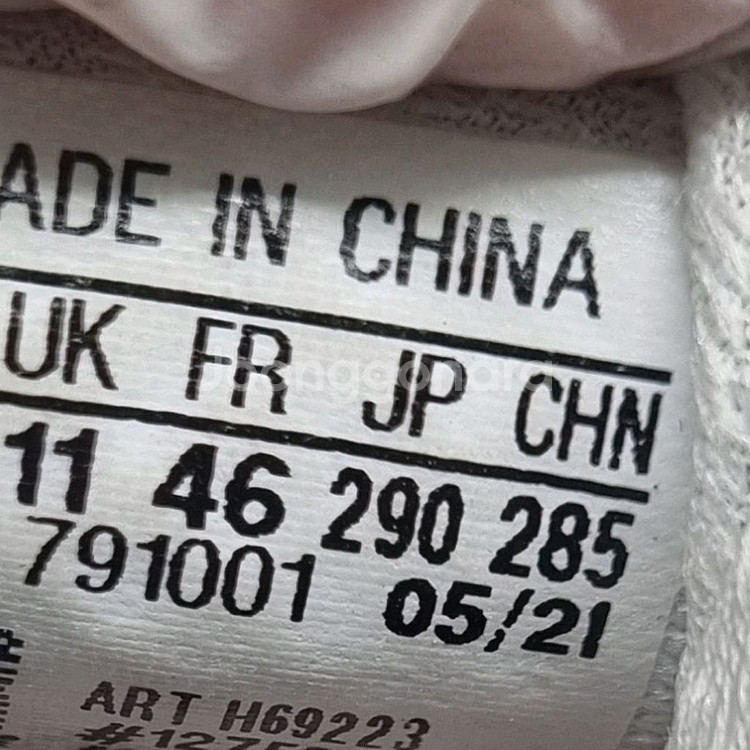 ADE IN CHINA
UK FR JP CHN
11 46 290 285
791001 05/21
ART H69223